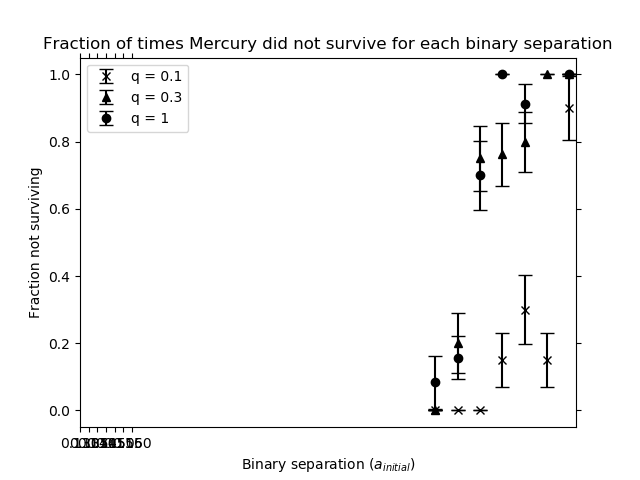 Fraction of times Mercury did not survive for each binary separation
q = 0.1
q = 0.3
q = 1
1.0
0.8
0.6
0.4
0.2
0.0
Fraction not surviving
Binary separation (a_initial)